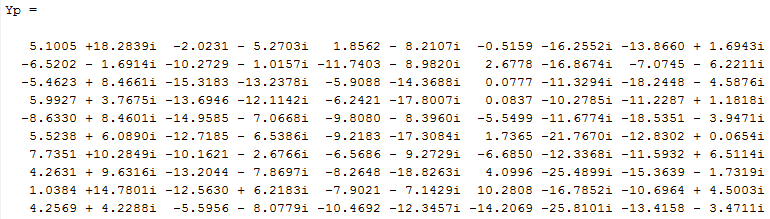 Yp =
5.1005 +18.2839i  -2.0231 - 5.2703i   1.8562 - 8.2107i  -0.5159 -16.2552i -13.8660 + 1.6943i
-6.5202 - 1.6914i -10.2729 - 1.0157i -11.7403 - 8.9820i   2.6778 -16.8674i  -7.0745 - 6.2211i
-5.4623 + 8.4661i -15.3183 -13.2378i  -5.9088 -14.3688i   0.0777 -11.3294i -18.2448 - 4.5876i
5.9927 + 3.7675i -13.6946 -12.1142i  -6.2421 -17.8007i   0.0837 -10.2785i -11.2287 + 1.1818i
-8.6330 + 8.4601i -14.9585 - 7.0668i  -9.8080 - 8.3960i  -5.5499 -11.6774i -18.5351 - 3.9471i
5.5238 + 6.0890i -12.7185 - 6.5386i  -9.2183 -17.3084i   1.7365 -21.7670i -12.8302 + 0.0654i
7.7351 +10.2849i -10.1621 - 2.6766i  -6.5686 - 9.2729i  -6.6850 -12.3368i -11.5932 + 6.5114i
4.2631 + 9.6316i -13.2044 - 7.8697i  -8.2648 -18.8263i   4.0996 -25.4899i -15.3639 - 1.7319i
1.0384 +14.7801i -12.5630 + 6.2183i  -7.9021 - 7.1429i  10.2808 -16.7852i -10.6964 + 4.5003i
4.2569 + 4.2288i  -5.5956 - 8.0779i -10.4692 -12.3457i -14.2069 -25.8101i -13.4158 - 3.4711i